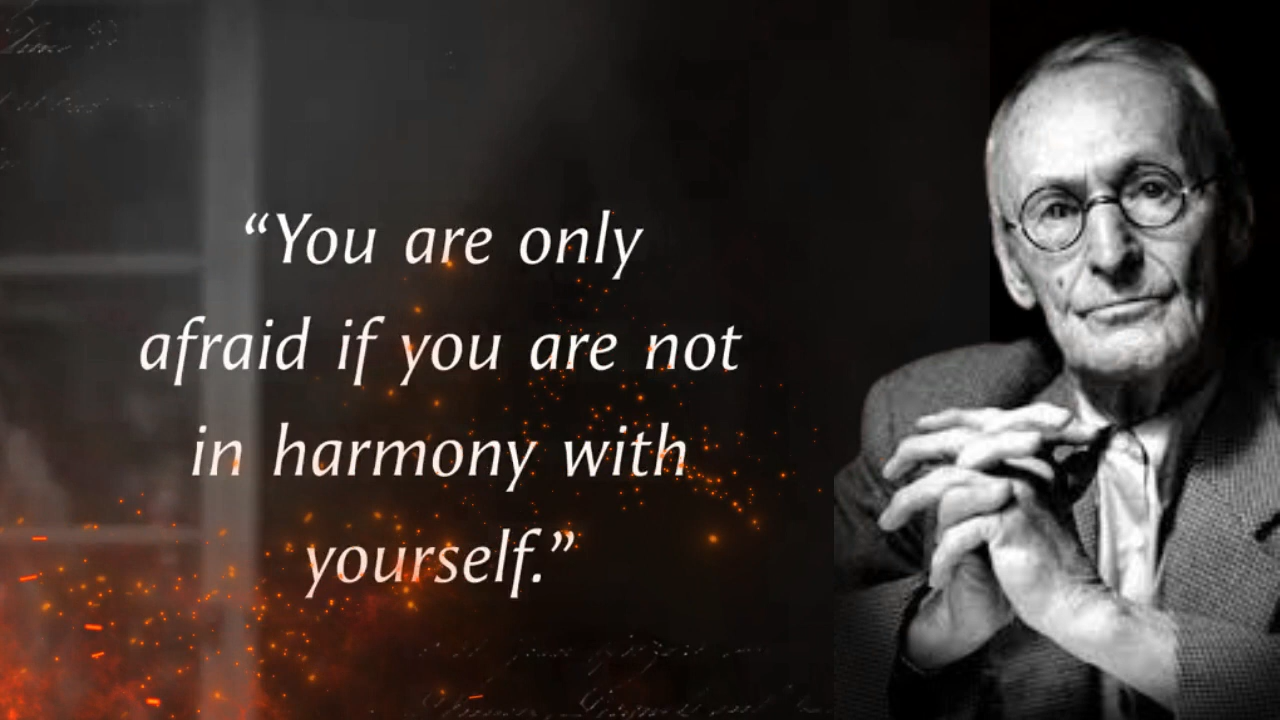 “You are only
afraid if you are not
in harmony with
yourself.”